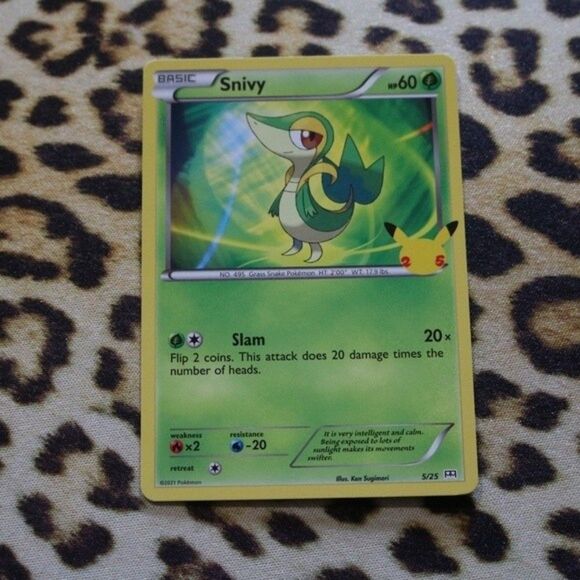 BASIC
Snivy
HP60
NO. 495 Grass Snake Pokémon HT: 2'00" WT: 17.9 lbs.
25
Slam 20×
Flip 2 coins. This attack does 20 damage times the
number of heads.
weakness
×2
resistance
-20
retreat
It is very intelligent and calm.
Being exposed to lots of
sunlight makes its movements
swifter.
Illus. Ken Sugimori
©2021 Pokémon
5/25